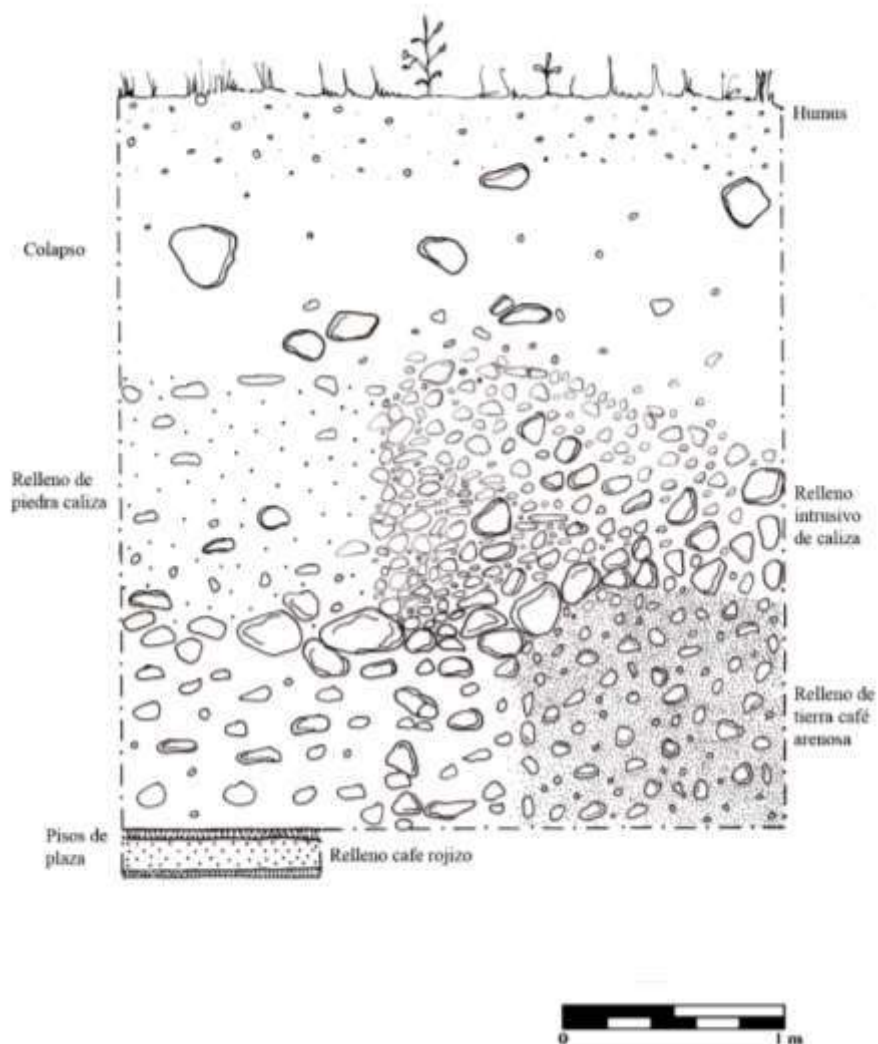 Humus
Colapso
Relleno de
piedra caliza
Relleno
intrusivo
de caliza
Relleno de
tierra café
arenosa
Pisos de
plaza
Relleno cafe rojizo
0
1 m